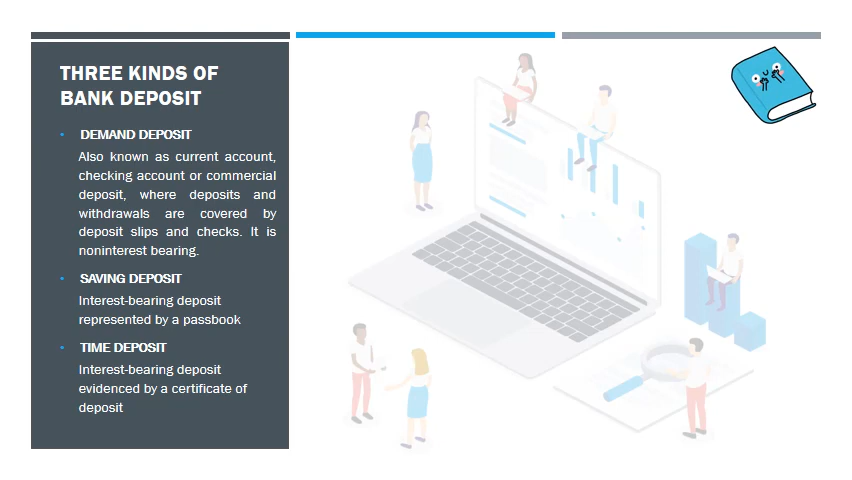 THREE KINDS OF
BANK DEPOSIT
• DEMAND DEPOSIT
Also known as current account,
checking account or commercial
deposit, where deposits and
withdrawals are covered by
deposit slips and checks. It is
noninterest bearing.
• SAVING DEPOSIT
Interest-bearing deposit
represented by a passbook
• TIME DEPOSIT
Interest-bearing deposit
evidenced by a certificate of
deposit